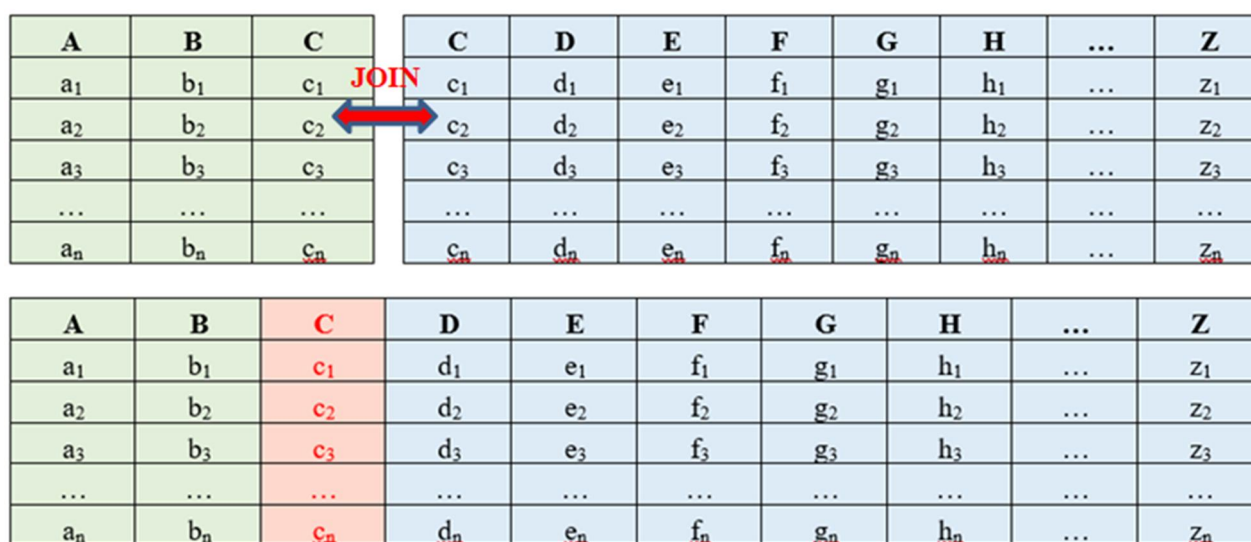 A B C C D E F G H ... Z
a₁ b₁ c₁ JOIN c₁ d₁ e₁ f₁ g₁ h₁ ... z₁
a₂ b₂ c₂ c₂ d₂ e₂ f₂ g₂ h₂ ... z₂
a₃ b₃ c₃ c₃ d₃ e₃ f₃ g₃ h₃ ... z₃
... ... ... ... ... ... ... ... ... ... ...
aₙ bₙ cₙ cₙ dₙ eₙ fₙ gₙ hₙ ... zₙ
A B C D E F G H ... Z
a₁ b₁ c₁ d₁ e₁ f₁ g₁ h₁ ... z₁
a₂ b₂ c₂ d₂ e₂ f₂ g₂ h₂ ... z₂
a₃ b₃ c₃ d₃ e₃ f₃ g₃ h₃ ... z₃
... ... ... ... ... ... ... ... ... ...
aₙ bₙ cₙ dₙ eₙ fₙ gₙ hₙ ... zₙ